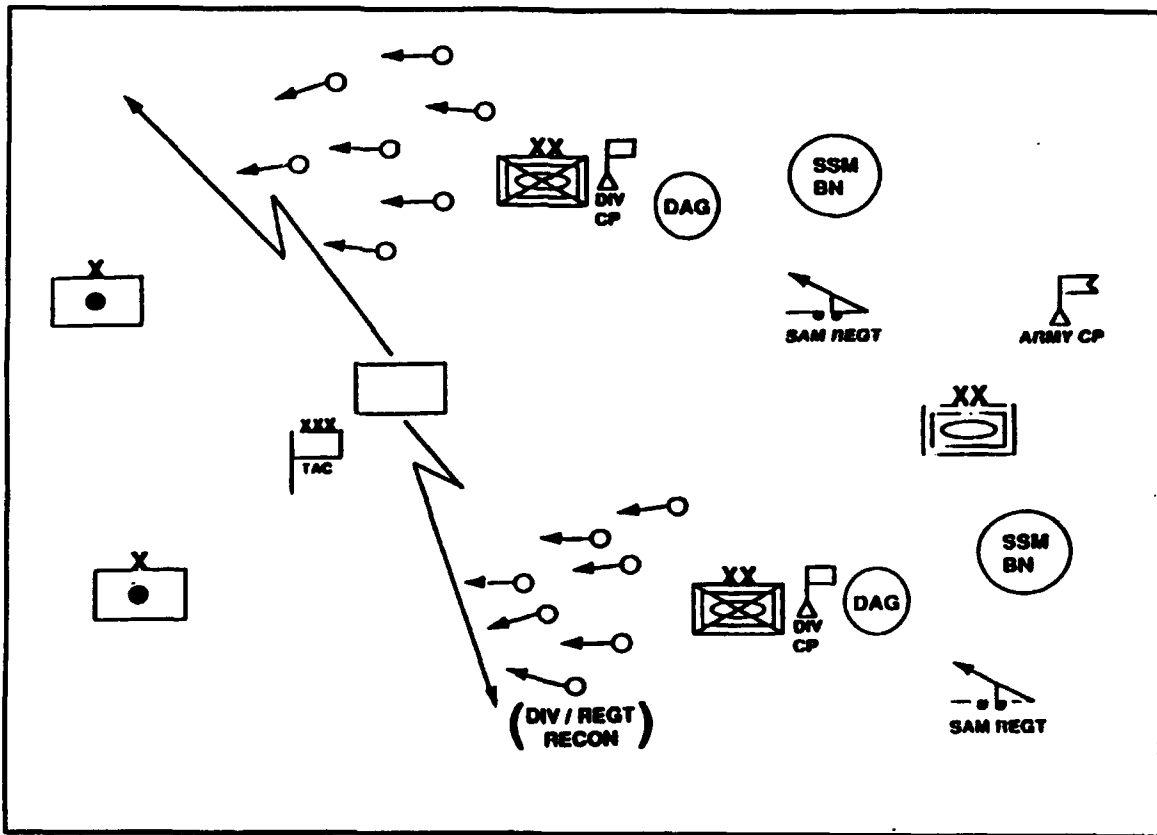 XX
DIV
CP
DAG
SSM
BN
X
SAM REGT
ARMY CP
XXX
TAC
XX
X
XX
DIV
CP
DAG
SSM
BN
SAM REGT
(DIV / REGT
RECON)